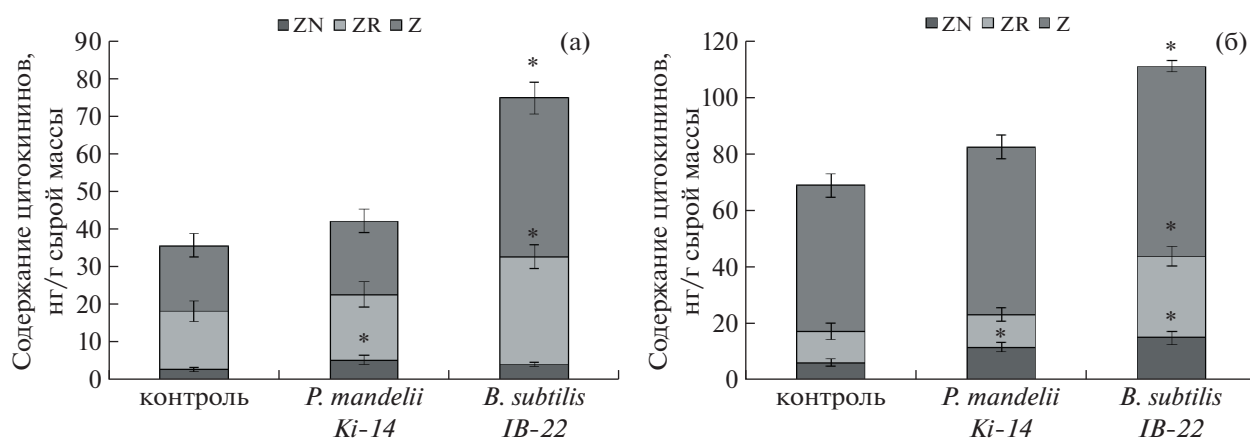 ZN ZR Z
(а)
*
*
*
90
80
70
60
50
40
30
20
10
0
Содержание цитокининов,
нг/г сырой массы
контроль
P. mandelii
Ki-14
B. subtilis
IB-22
ZN ZR Z
(б)
*
*
*
*
120
100
80
60
40
20
0
Содержание цитокининов,
нг/г сырой массы
контроль
P. mandelii
Ki-14
B. subtilis
IB-22